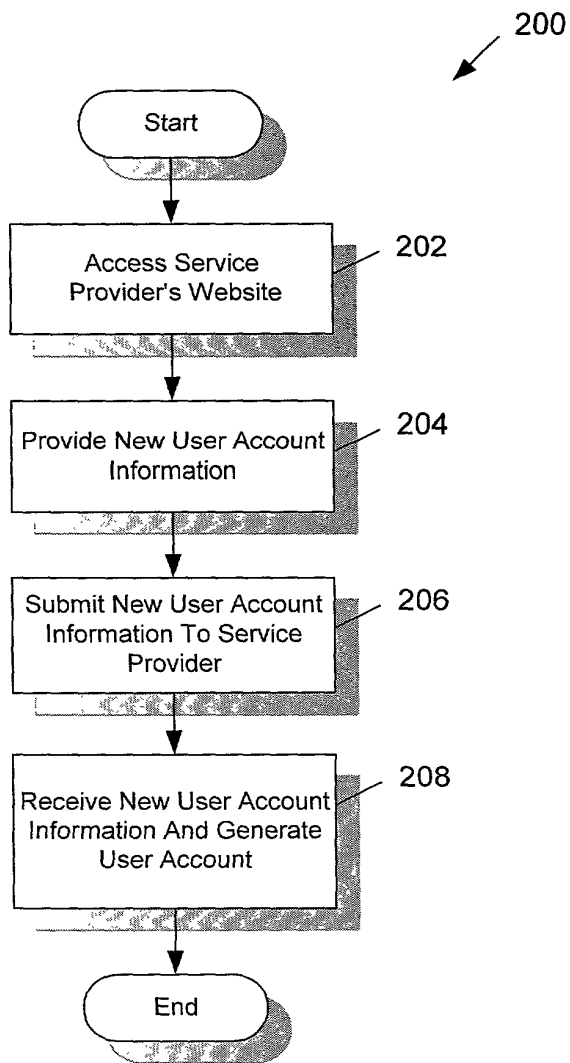 200
Start
Access Service
Provider's Website
202
Provide New User Account
Information
204
Submit New User Account
Information To Service
Provider
206
Receive New User Account
Information And Generate
User Account
208
End